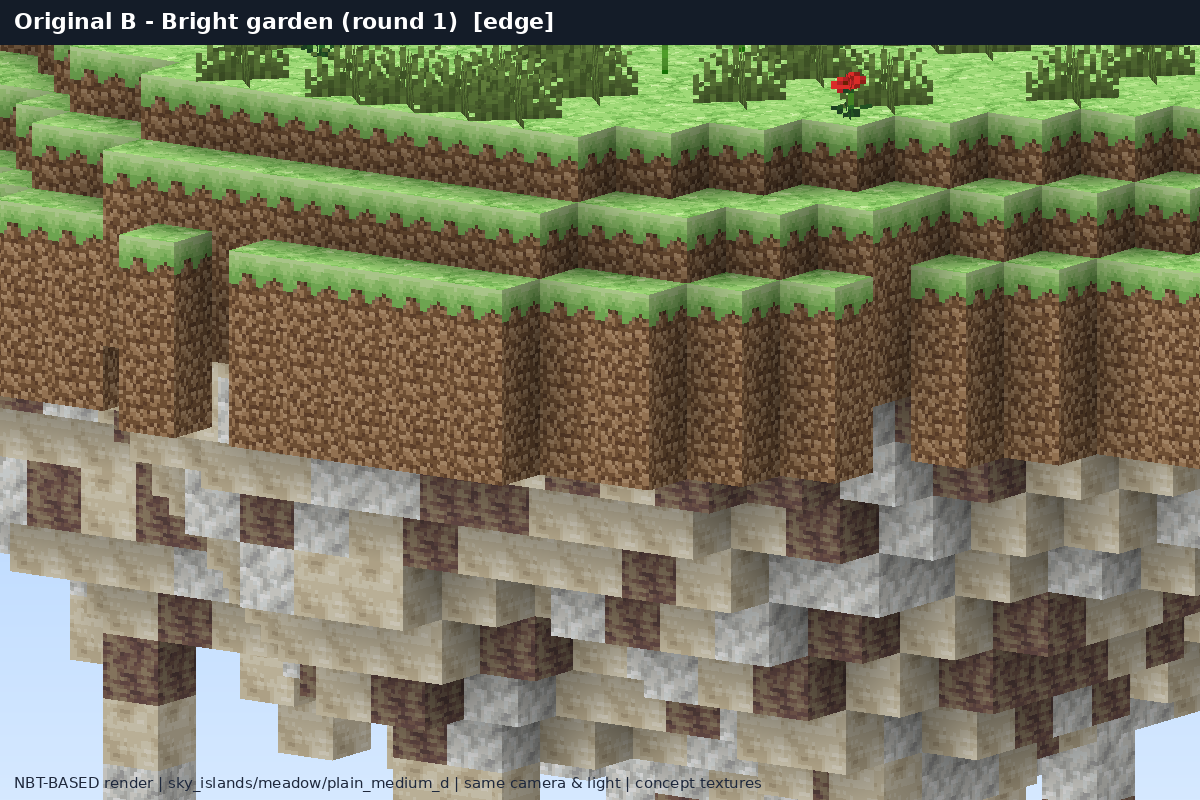 Original B - Bright garden (round 1)  [edge]
NBT-BASED render | sky_islands/meadow/plain_medium_d | same camera & light | concept textures